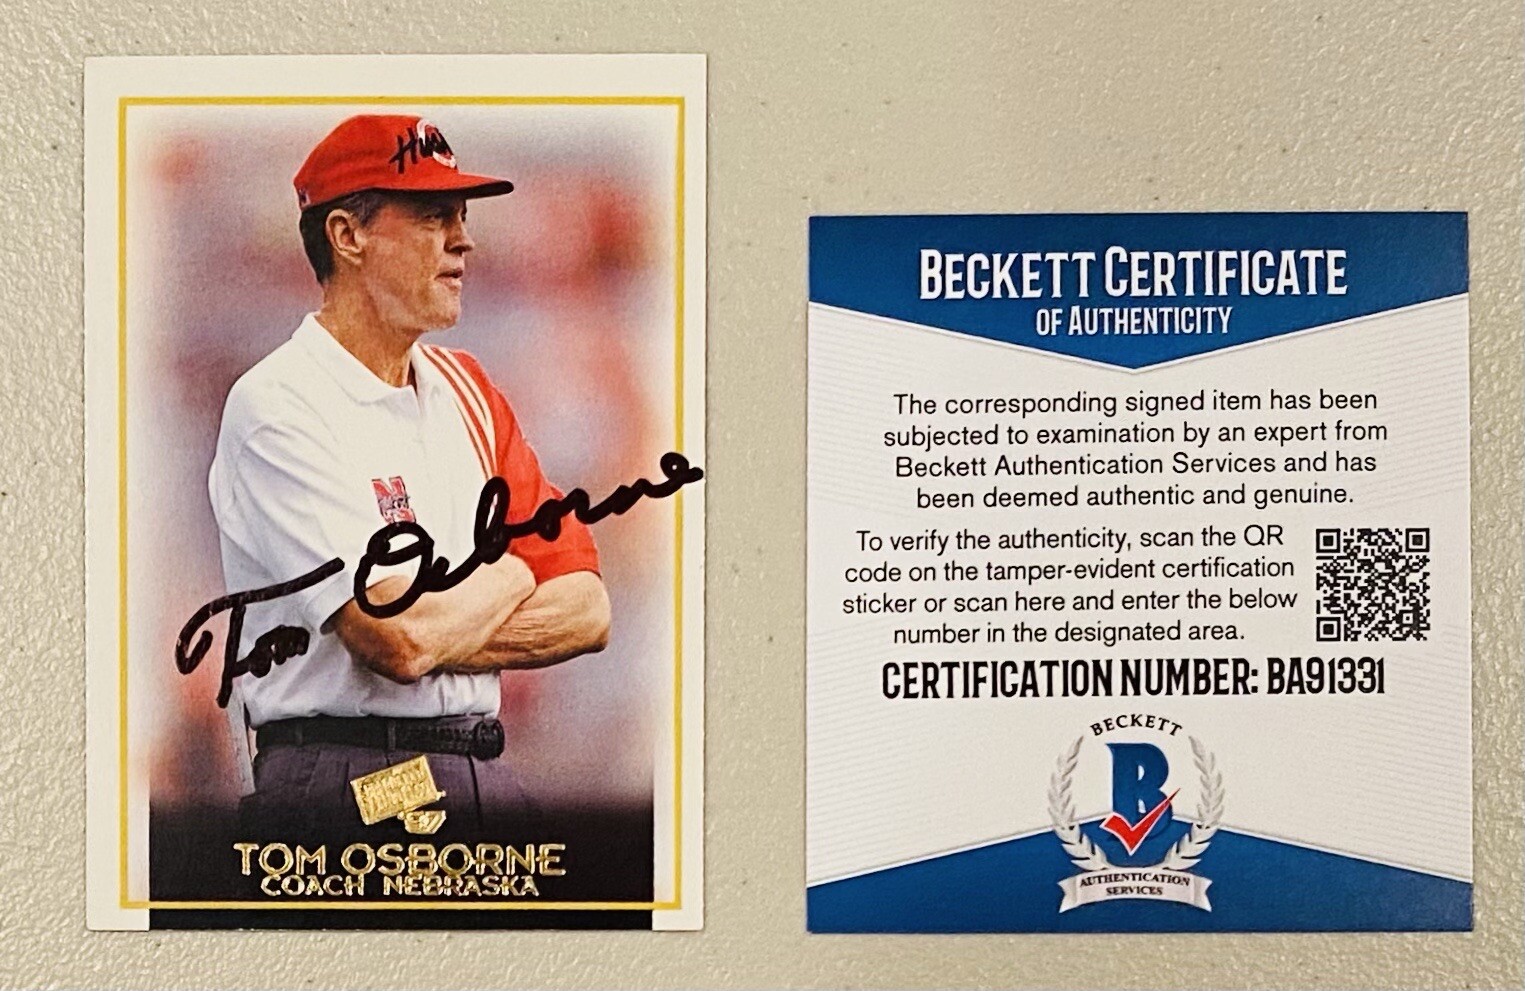 Tom Osborne
N
TOM OSBORNE
COACH NEBRASKA
BECKETT CERTIFICATE
OF AUTHENTICITY
The corresponding signed item has been
subjected to examination by an expert from
Beckett Authentication Services and has
been deemed authentic and genuine.
To verify the authenticity, scan the QR
code on the tamper-evident certification
sticker or scan here and enter the below
number in the designated area.
CERTIFICATION NUMBER: BA91331
BECKETT
B
AUTHENTICATION
SERVICES